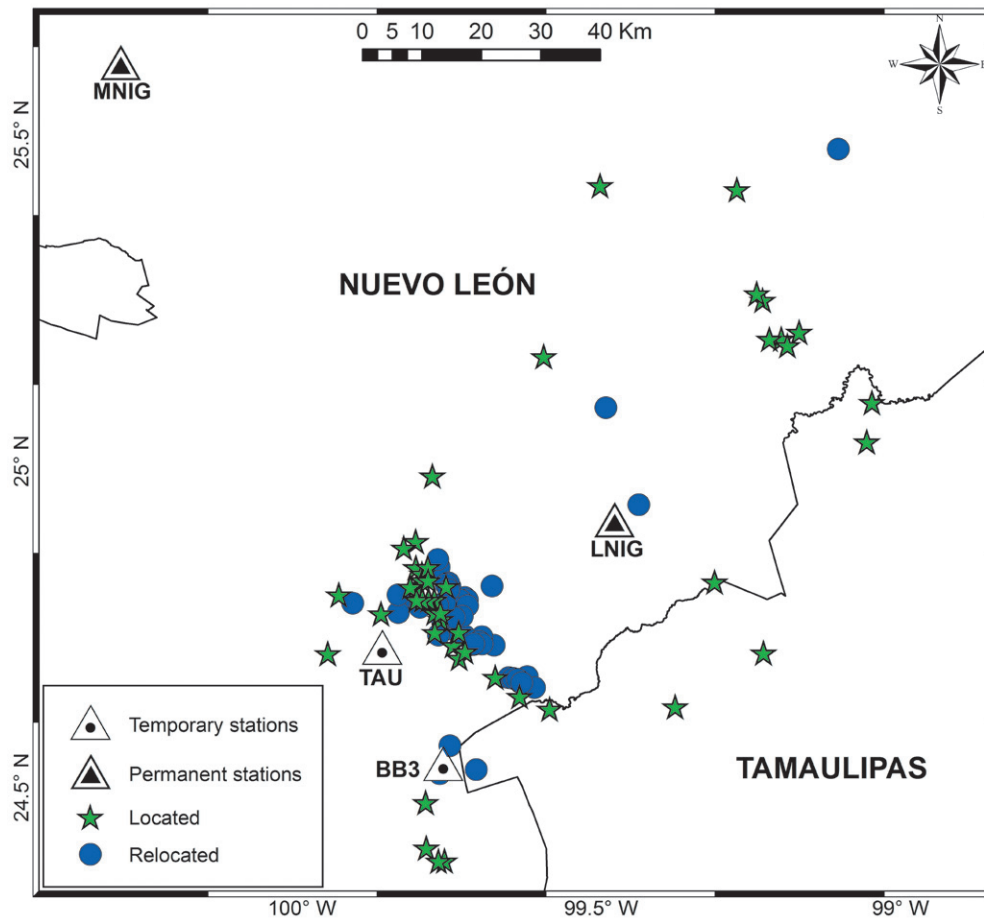 0 5 10 20 30 40 Km
N
W E
S
MNIG
25.5° N
NUEVO LEÓN
25° N
LNIG
TAU
Temporary stations
Permanent stations
Located
Relocated
BB3
TAMAULIPAS
24.5° N
100° W 99.5° W 99° W